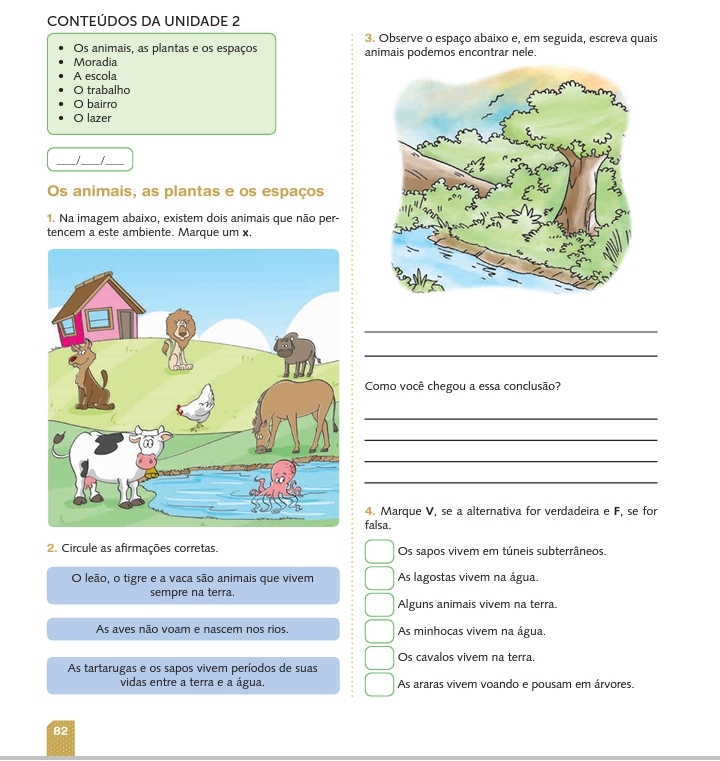 CONTEÚDOS DA UNIDADE 2
• Os animais, as plantas e os espaços
• Moradia
• A escola
• O trabalho
• O bairro
• O lazer
___/___/___
Os animais, as plantas e os espaços
1. Na imagem abaixo, existem dois animais que não per-
tencem a este ambiente. Marque um x.
2. Circule as afirmações corretas.
O leão, o tigre e a vaca são animais que vivem
sempre na terra.
As aves não voam e nascem nos rios.
As tartarugas e os sapos vivem períodos de suas
vidas entre a terra e a água.
3. Observe o espaço abaixo e, em seguida, escreva quais
animais podemos encontrar nele.
Como você chegou a essa conclusão?
4. Marque V, se a alternativa for verdadeira e F, se for
falsa.
Os sapos vivem em túneis subterrâneos.
As lagostas vivem na água.
Alguns animais vivem na terra.
As minhocas vivem na água.
Os cavalos vivem na terra.
As araras vivem voando e pousam em árvores.
82